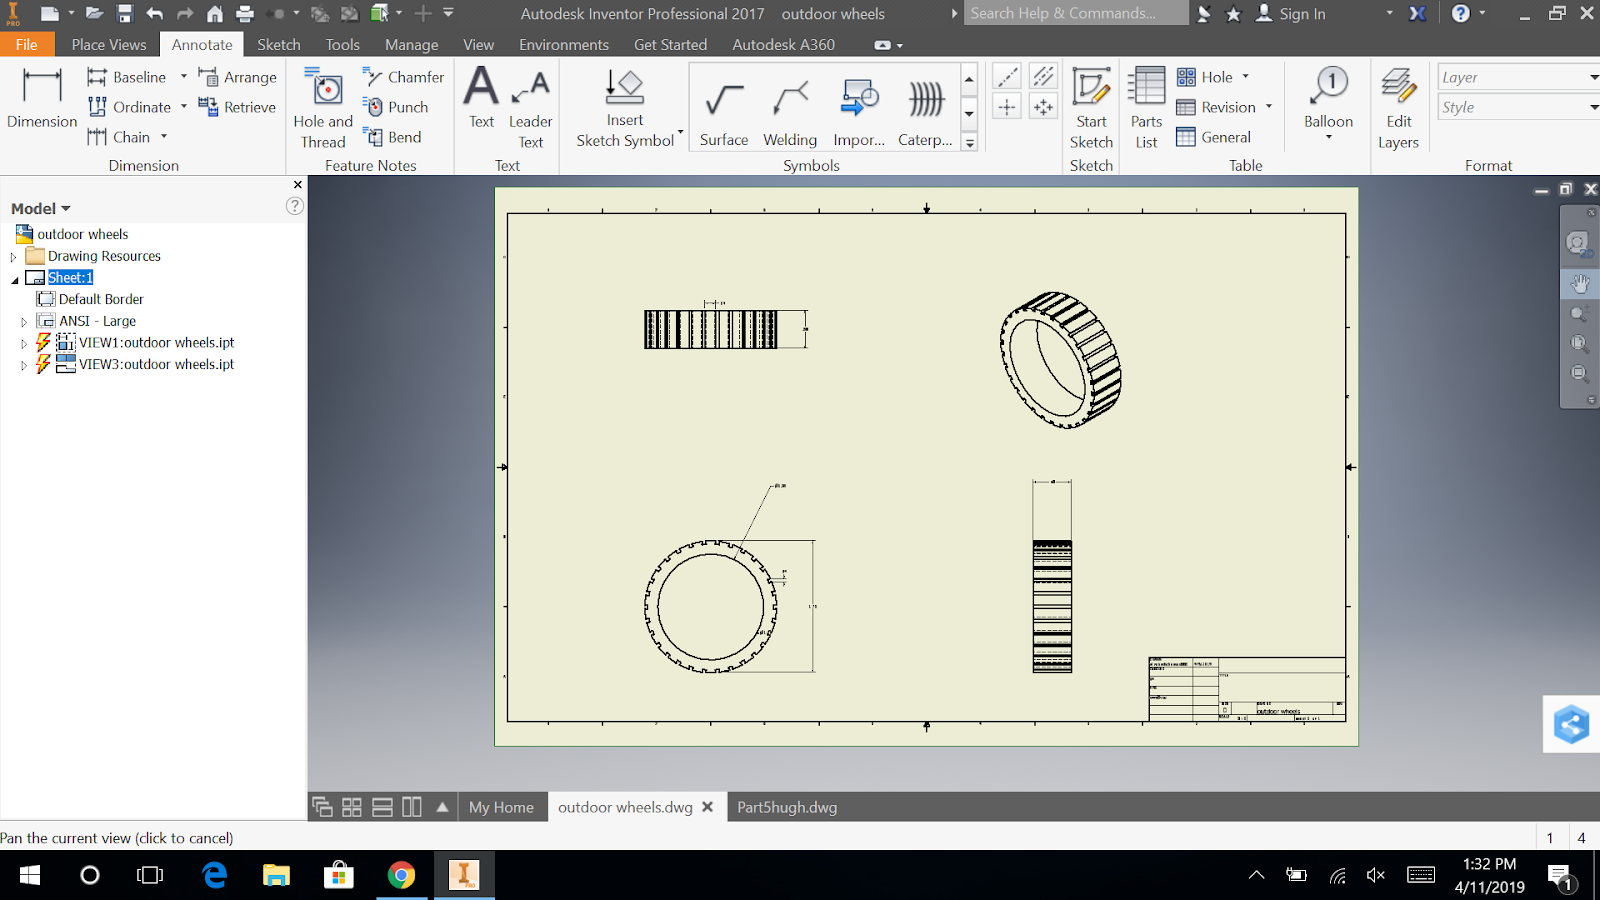 PRO
Autodesk Inventor Professional 2017 outdoor wheels
Search Help & Commands...
Sign In
File Place Views Annotate Sketch Tools Manage View Environments Get Started Autodesk A360
Dimension
Baseline
Ordinate
Chain
Arrange
Retrieve
Dimension
Hole and
Thread
Chamfer
Punch
Bend
Feature Notes
Text
Leader
Text
Text
Insert
Sketch Symbol
Surface Welding Impor... Caterp...
Symbols
Start
Sketch
Sketch
Parts
List
Hole
Revision
General
Table
1
Balloon
Edit
Layers
Layer
Style
Format
Model
outdoor wheels
Drawing Resources
Sheet:1
Default Border
ANSI - Large
VIEW1:outdoor wheels.ipt
VIEW3:outdoor wheels.ipt
outdoor wheels
My Home outdoor wheels.dwg Part5hugh.dwg
Pan the current view (click to cancel)
1 4
PRO
1:32 PM
4/11/2019
1